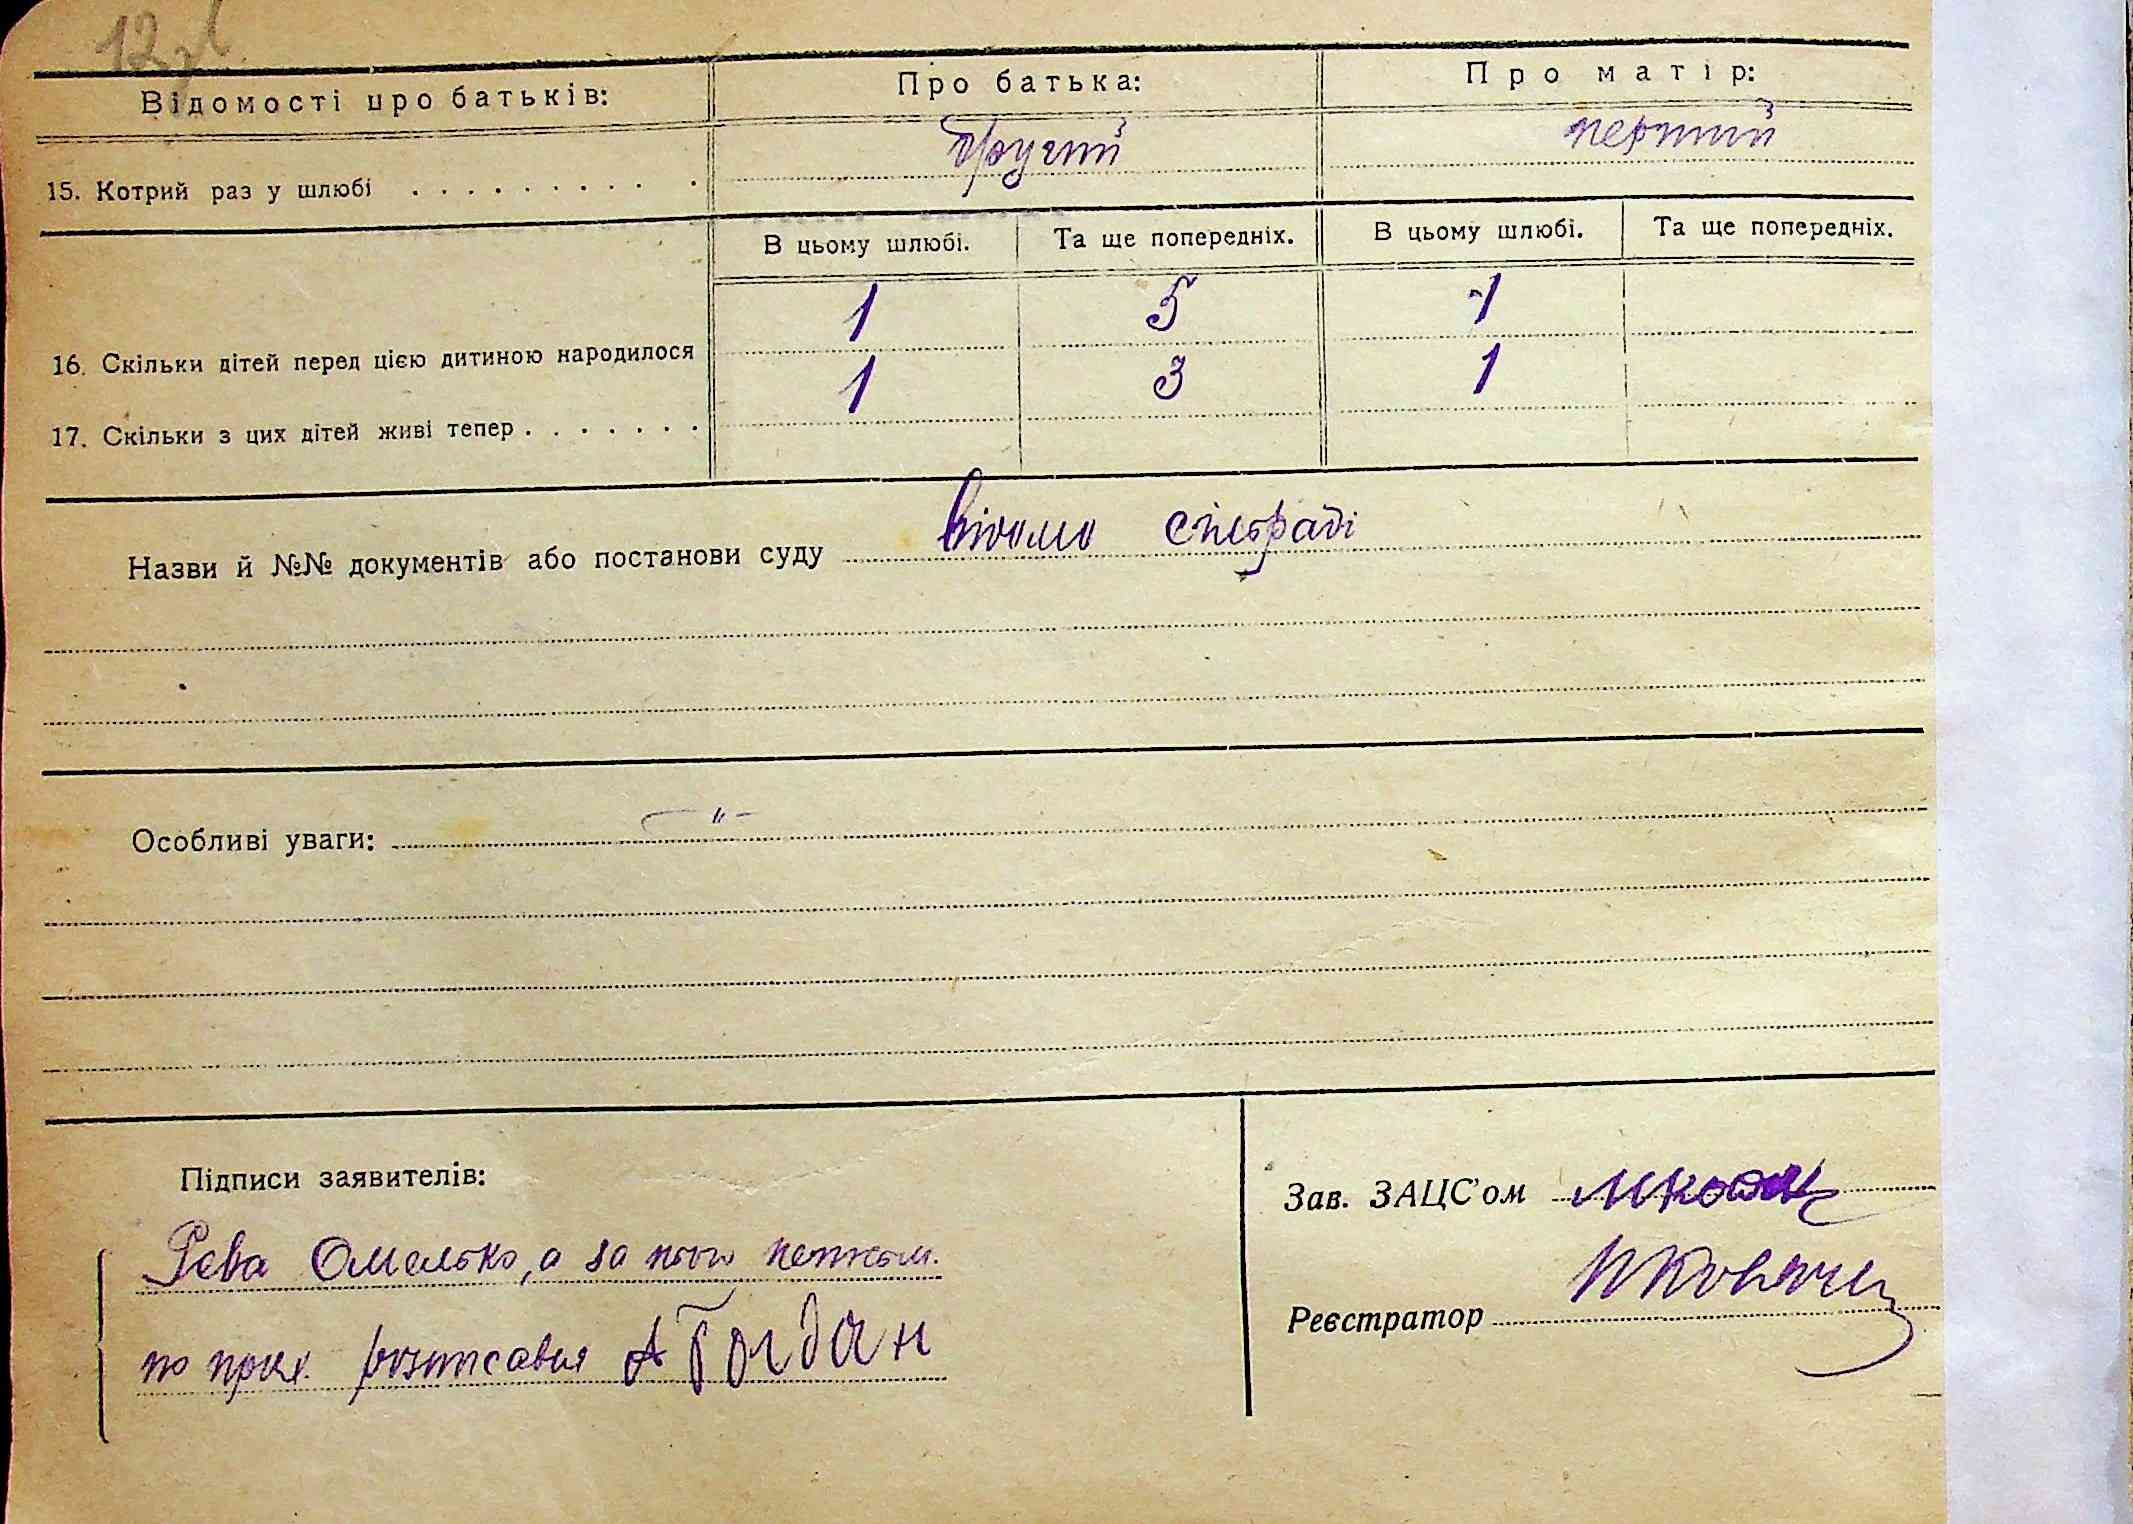 12
Відомості про батьків: Про батька: Про матір:
15. Котрий раз у шлюбі . . . . . . . . . . другий перший
В цьому шлюбі. Та ще попередніх. В цьому шлюбі. Та ще попередніх.
16. Скільки дітей перед цією дитиною народилося 1 5 1
17. Скільки з цих дітей живі тепер . . . . . . . 1 3 1
Назви й №№ документів або постанови суду відомо сільраді
Особливі уваги: — " —
Підписи заявителів:
Рева Омелько, а за нього неписьм.
по прох. розписався А Богдан
Зав. ЗАЦС'ом
Реєстратор